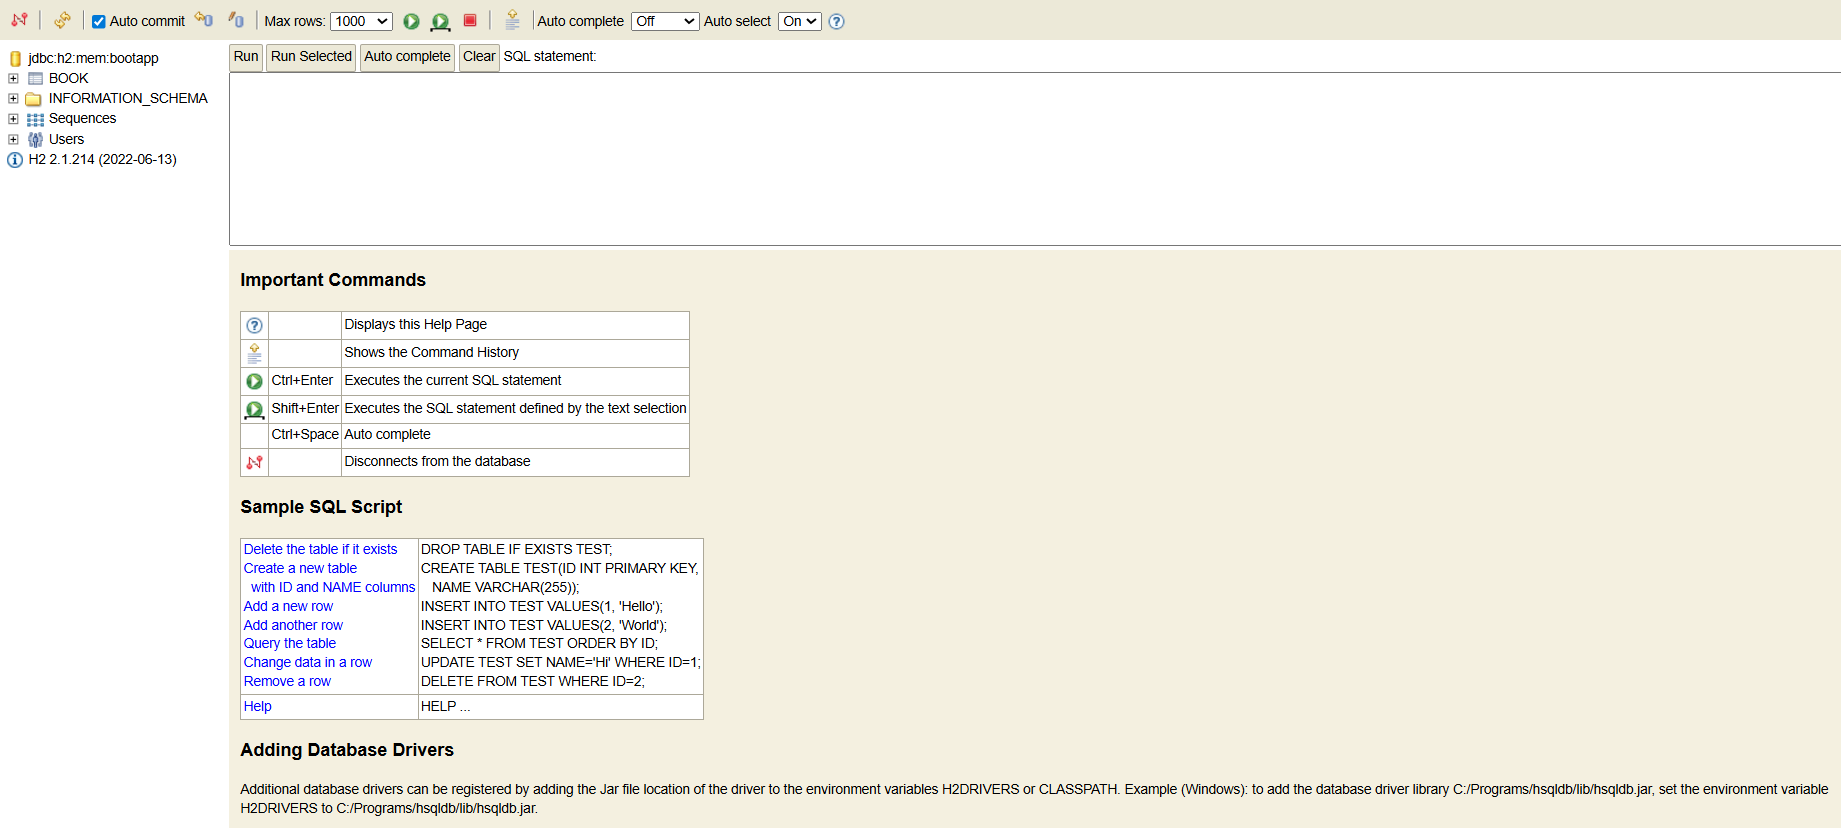 Auto commit Max rows: 1000 Auto complete Off Auto select On
jdbc:h2:mem:bootapp
BOOK
INFORMATION_SCHEMA
Sequences
Users
H2 2.1.214 (2022-06-13)
Run Run Selected Auto complete Clear SQL statement:
Important Commands
Displays this Help Page
Shows the Command History
Ctrl+Enter Executes the current SQL statement
Shift+Enter Executes the SQL statement defined by the text selection
Ctrl+Space Auto complete
Disconnects from the database
Sample SQL Script
Delete the table if it exists DROP TABLE IF EXISTS TEST;
Create a new table CREATE TABLE TEST(ID INT PRIMARY KEY,
with ID and NAME columns NAME VARCHAR(255));
Add a new row INSERT INTO TEST VALUES(1, 'Hello');
Add another row INSERT INTO TEST VALUES(2, 'World');
Query the table SELECT * FROM TEST ORDER BY ID;
Change data in a row UPDATE TEST SET NAME='Hi' WHERE ID=1;
Remove a row DELETE FROM TEST WHERE ID=2;
Help HELP ...
Adding Database Drivers
Additional database drivers can be registered by adding the Jar file location of the driver to the environment variables H2DRIVERS or CLASSPATH. Example (Windows): to add the database driver library C:/Programs/hsqldb/lib/hsqldb.jar, set the environment variable
H2DRIVERS to C:/Programs/hsqldb/lib/hsqldb.jar.